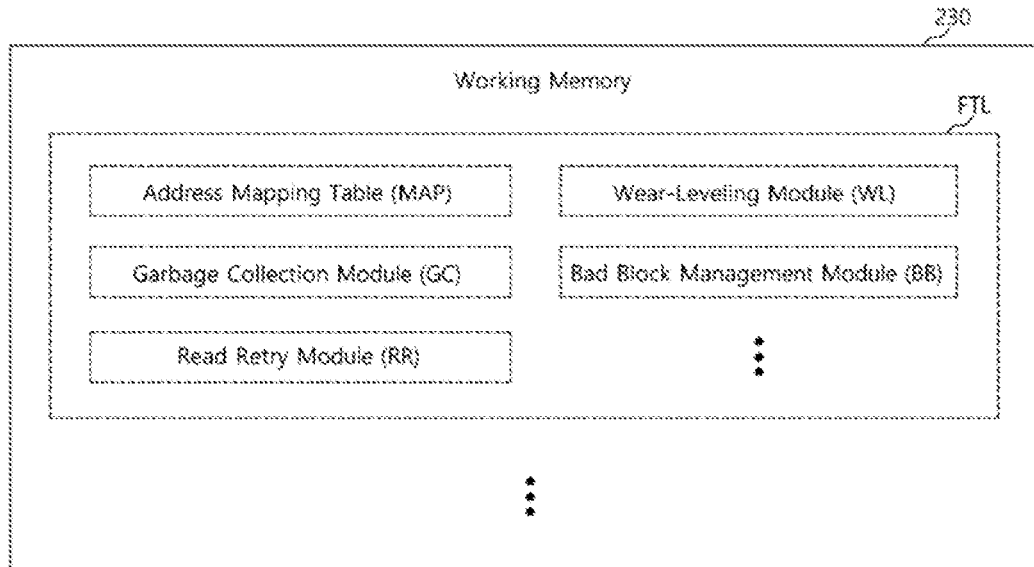 230
Working Memory
FTL
Address Mapping Table (MAP)
Wear-Leveling Module (WL)
Garbage Collection Module (GC)
Bad Block Management Module (BB)
Read Retry Module (RR)